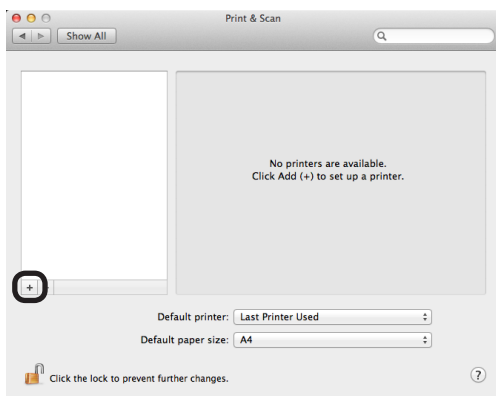 Print & Scan
Show All
No printers are available.
Click Add (+) to set up a printer.
+
Default printer: Last Printer Used
Default paper size: A4
Click the lock to prevent further changes.
?